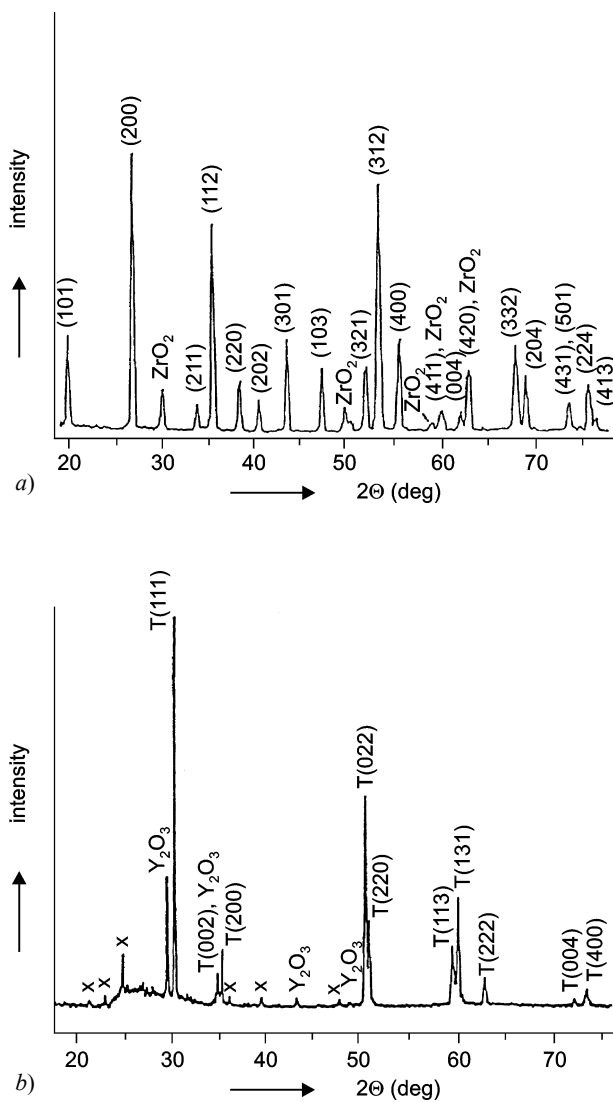 intensity
(101)
(200)
ZrO2
(211)
(112)
(220)
(202)
(301)
(103)
ZrO2
(321)
(312)
(400)
ZrO2
(411), ZrO2
(004)
(420), ZrO2
(332)
(204)
(431), (501)
(224)
(413)
20 30 40 50 60 70
a) 2Θ (deg)
intensity
x
x
x
Y2O3
T(111)
T(002), Y2O3
T(200)
x
x
Y2O3
x
Y2O3
T(022)
T(220)
T(113)
T(131)
T(222)
T(004)
T(400)
20 30 40 50 60 70
b) 2Θ (deg)